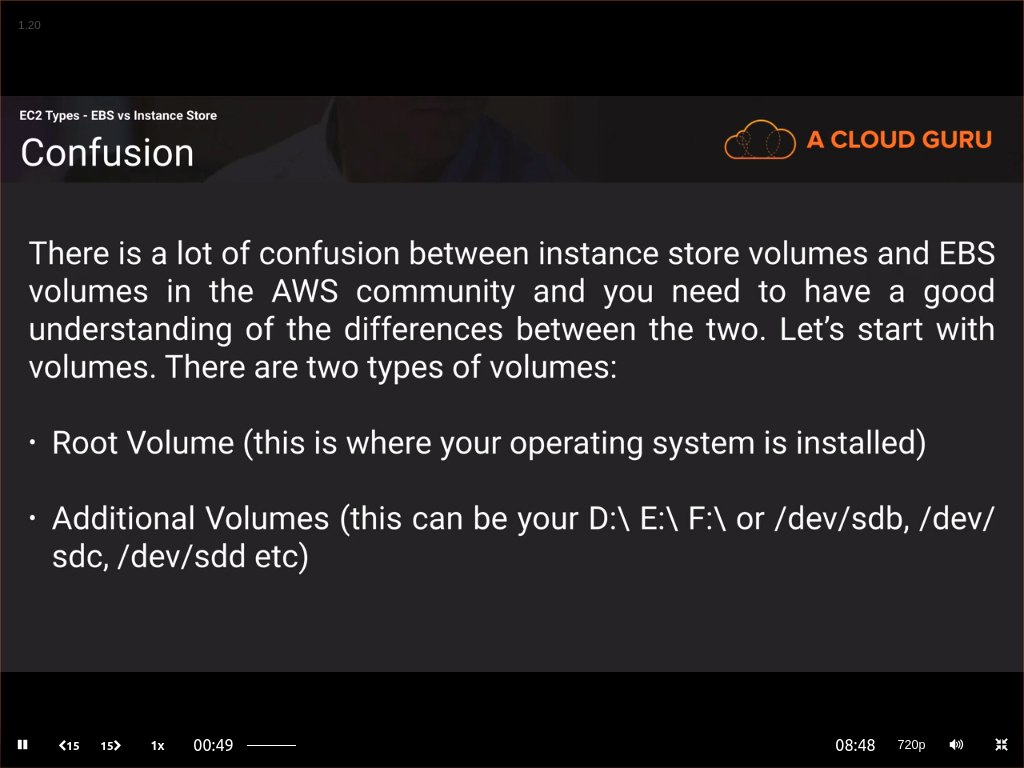 1.20
EC2 Types - EBS vs Instance Store
Confusion
A CLOUD GURU
There is a lot of confusion between instance store volumes and EBS
volumes in the AWS community and you need to have a good
understanding of the differences between the two. Let’s start with
volumes. There are two types of volumes:
• Root Volume (this is where your operating system is installed)
• Additional Volumes (this can be your D:\ E:\ F:\ or /dev/sdb, /dev/
sdc, /dev/sdd etc)
15 15 1x 00:49 08:48 720p